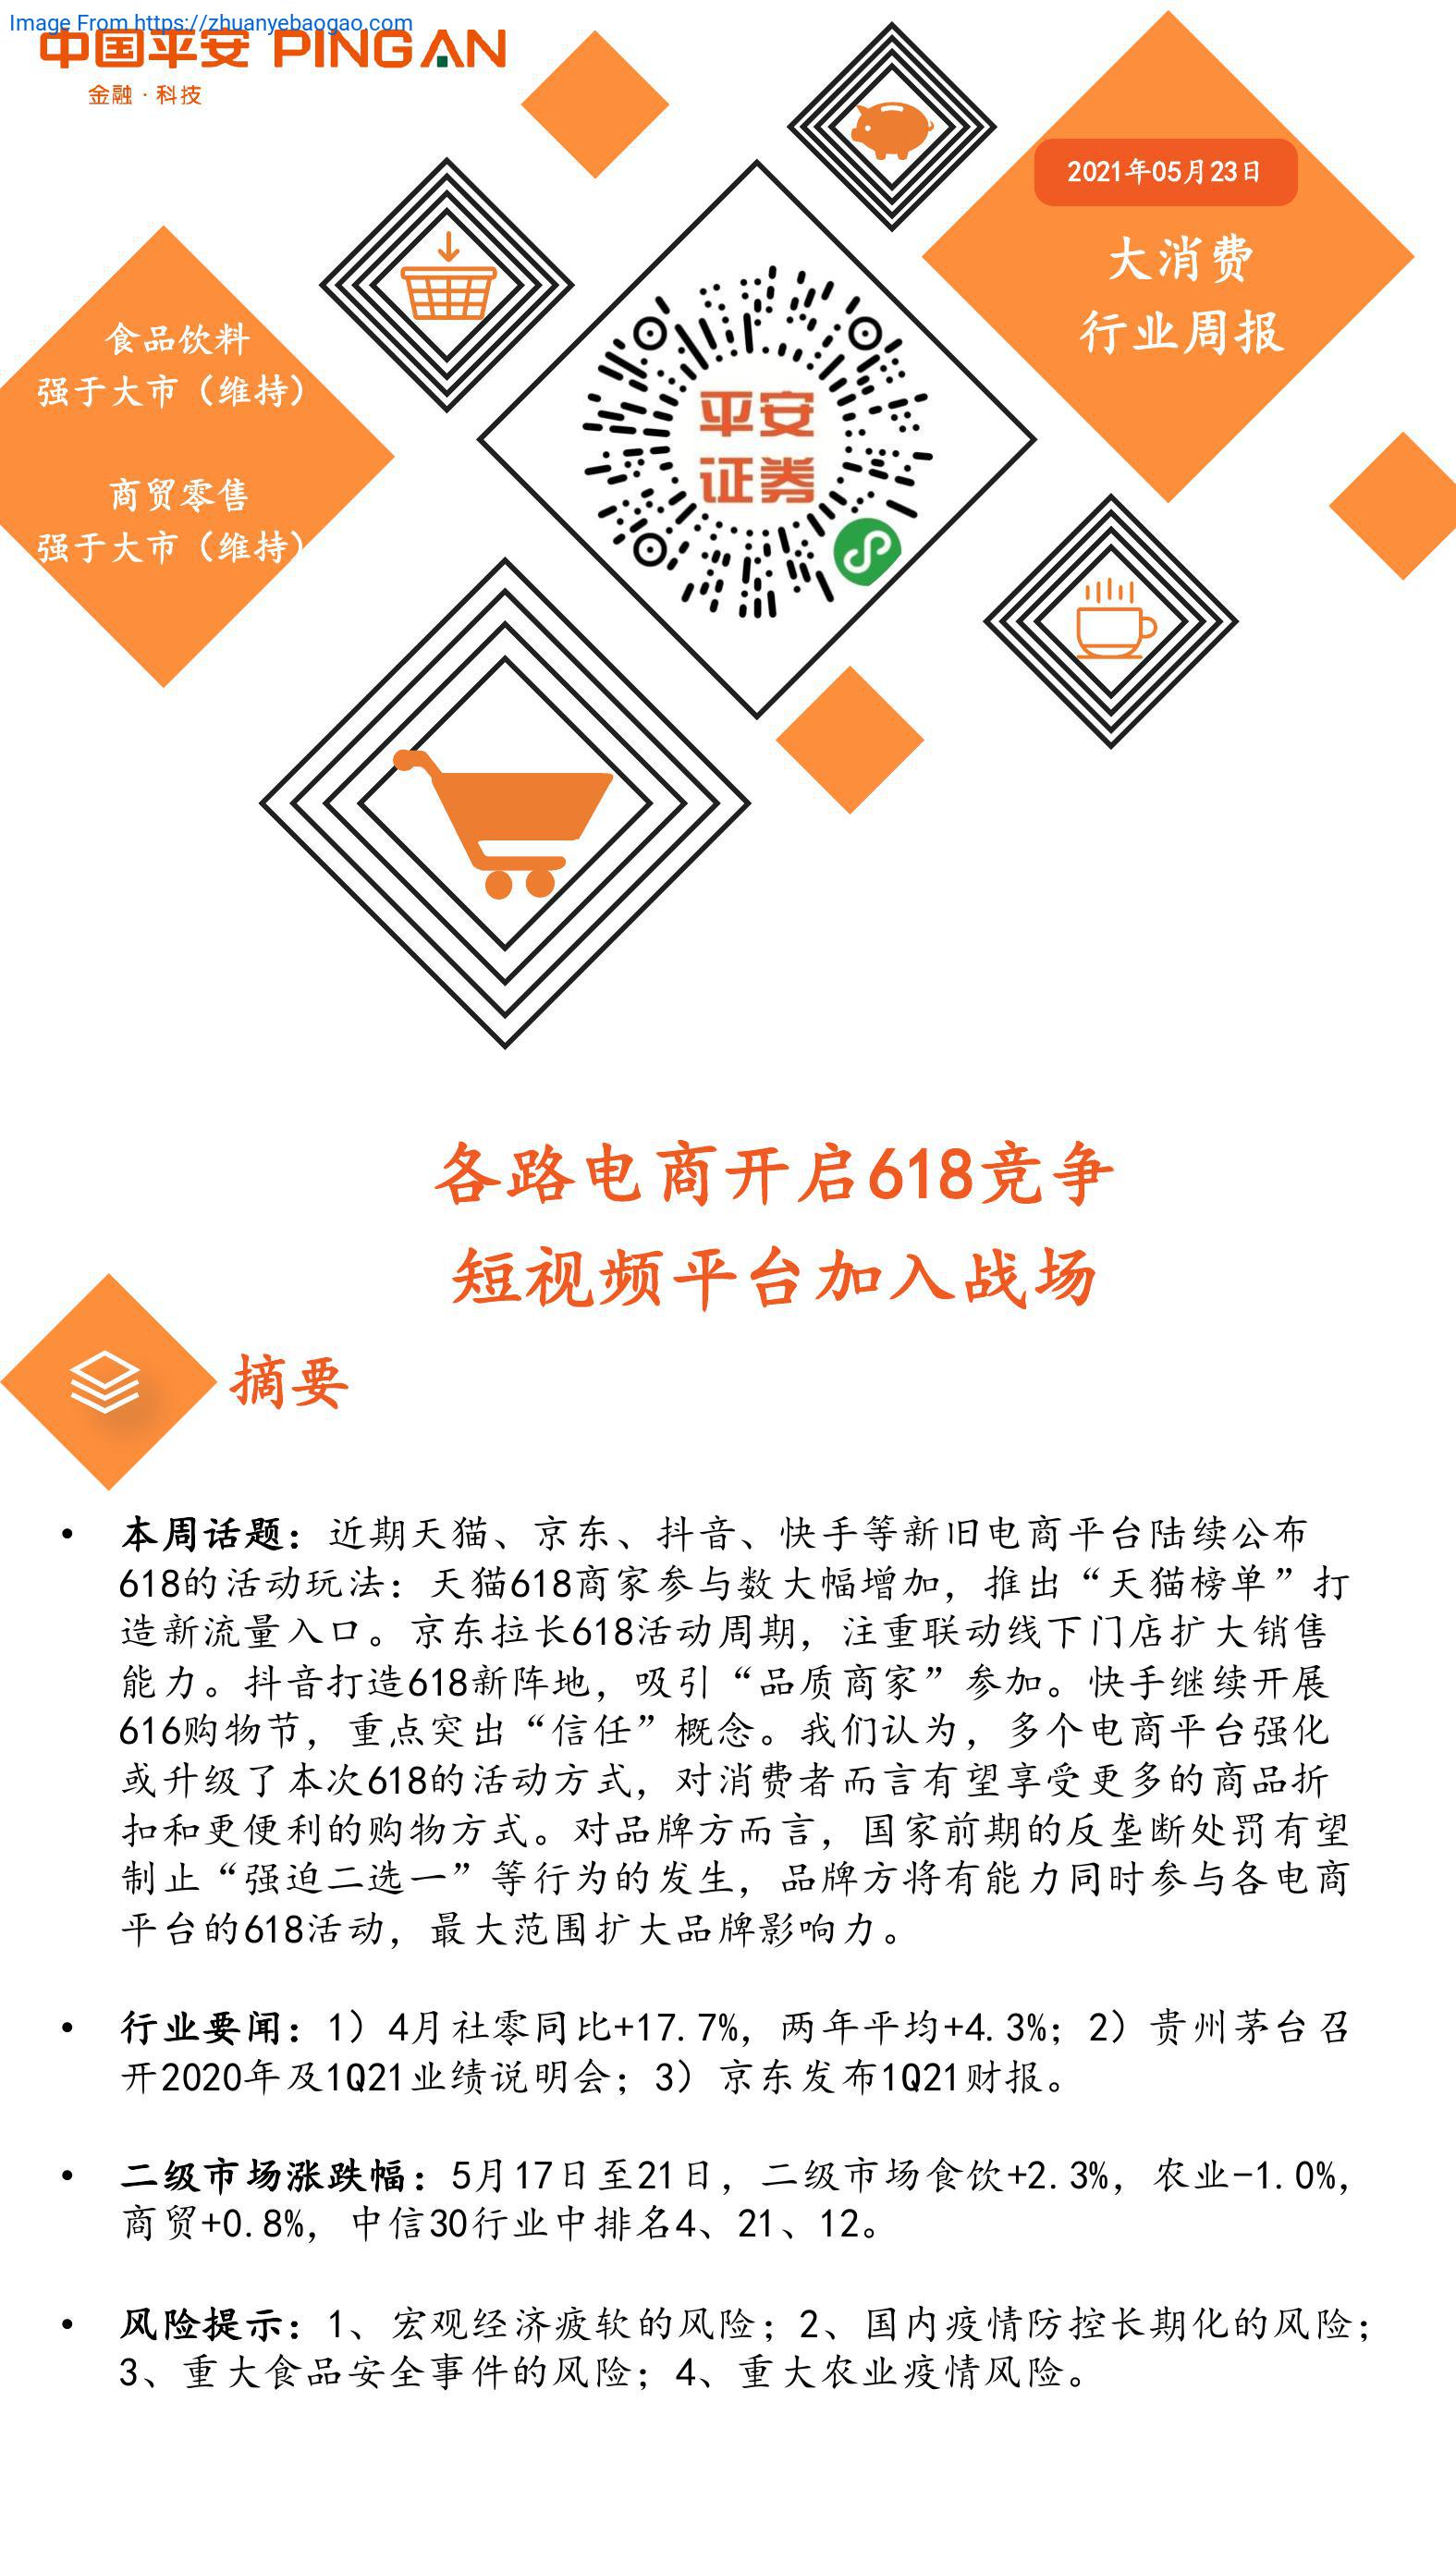 Image From https://zhuanyebaogao.com
中国平安 PING AN
金融·科技
2021年05月23日
大消费
行业周报
食品饮料
强于大市（维持）
商贸零售
强于大市（维持）
平安
证券
各路电商开启618竞争
短视频平台加入战场
摘要
• 本周话题：近期天猫、京东、抖音、快手等新旧电商平台陆续公布
618的活动玩法：天猫618商家参与数大幅增加，推出“天猫榜单”打
造新流量入口。京东拉长618活动周期，注重联动线下门店扩大销售
能力。抖音打造618新阵地，吸引“品质商家”参加。快手继续开展
616购物节，重点突出“信任”概念。我们认为，多个电商平台强化
或升级了本次618的活动方式，对消费者而言有望享受更多的商品折
扣和更便利的购物方式。对品牌方而言，国家前期的反垄断处罚有望
制止“强迫二选一”等行为的发生，品牌方将有能力同时参与各电商
平台的618活动，最大范围扩大品牌影响力。
• 行业要闻：1）4月社零同比+17.7%，两年平均+4.3%；2）贵州茅台召
开2020年及1Q21业绩说明会；3）京东发布1Q21财报。
• 二级市场涨跌幅：5月17日至21日，二级市场食饮+2.3%，农业-1.0%，
商贸+0.8%，中信30行业中排名4、21、12。
• 风险提示：1、宏观经济疲软的风险；2、国内疫情防控长期化的风险；
3、重大食品安全事件的风险；4、重大农业疫情风险。